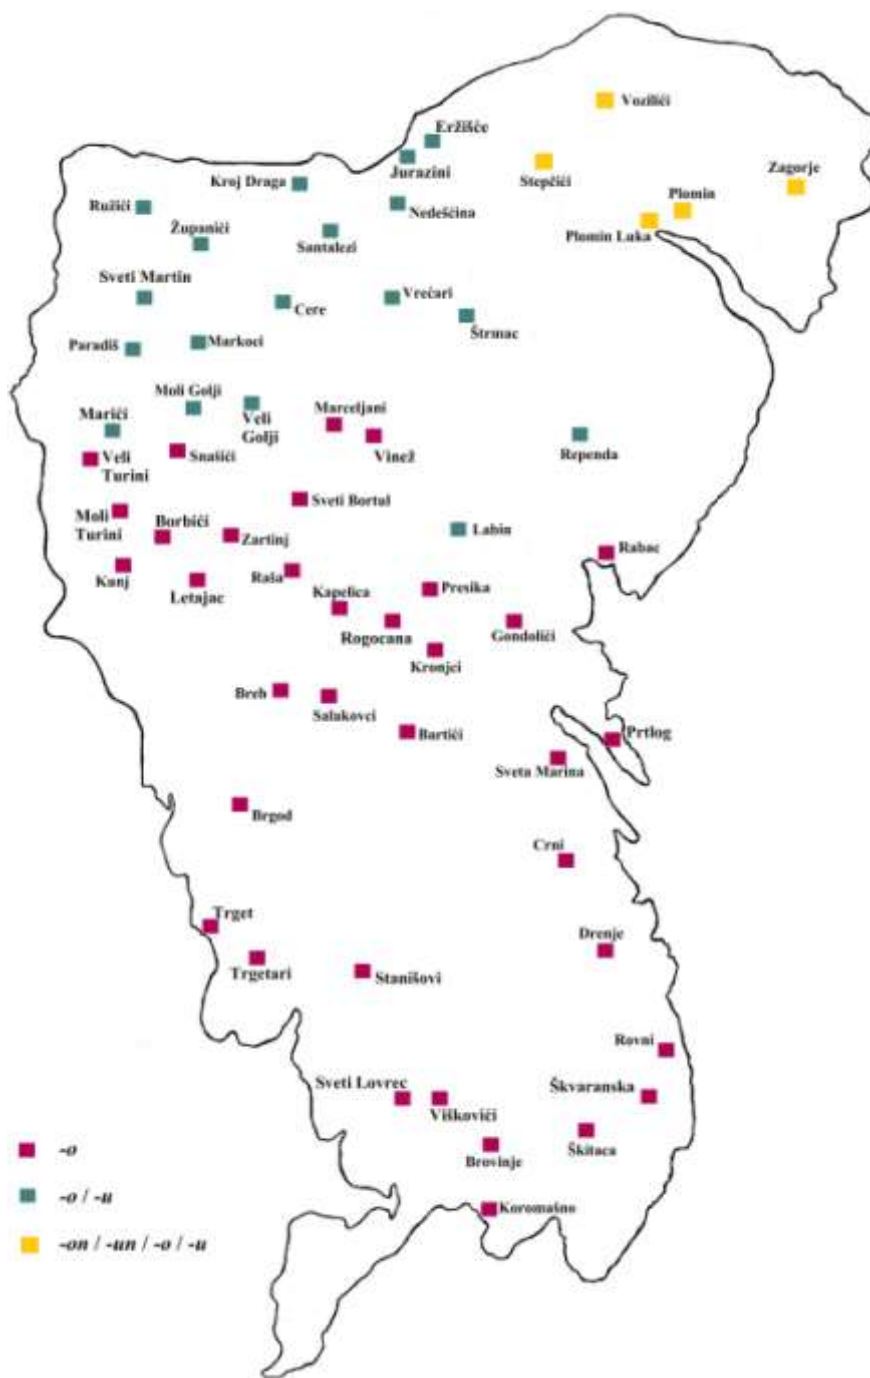 Vozilići
Eržišće
Jurazini
Stepčići
Zagorje
Kroj Draga
Plomin
Ružići
Nedešćina
Plomin Luka
Županići
Santalezi
Sveti Martin
Cere
Vrećari
Štrmac
Paradiš
Markoci
Moli Golji
Veli
Golji
Marceljani
Marići
Vinež
Rependa
Veli
Turini
Snašići
Sveti Bortul
Moli
Turini
Borbići
Zartinj
Labin
Rabac
Kunj
Letajac
Raša
Kapelica
Presika
Rogocana
Gondolići
Kronjci
Breh
Salakovci
Bartići
Prtlog
Sveta Marina
Brgod
Crni
Trget
Drenje
Trgetari
Stanišovi
Rovni
Sveti Lovrec
Viškovići
Škvaranska
Škitaca
Brovinje
Koromašno
-o
-o / -u
-on / -un / -o / -u